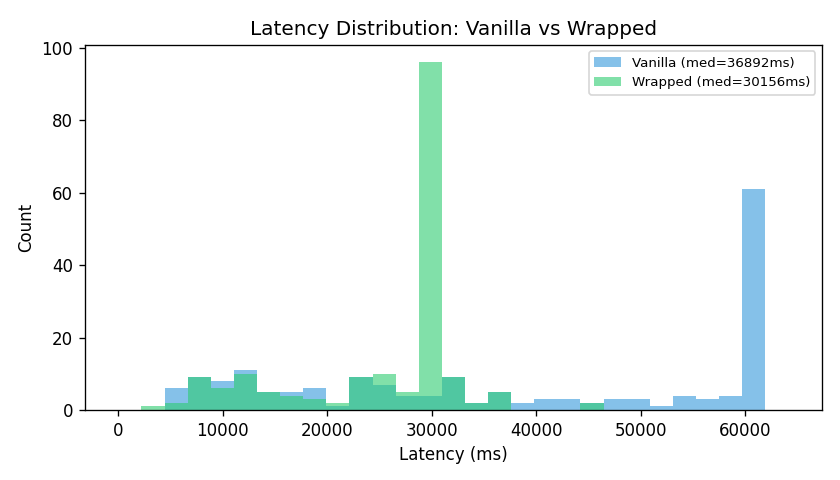 Latency Distribution: Vanilla vs Wrapped
Vanilla (med=36892ms)
Wrapped (med=30156ms)
Count
100
80
60
40
20
0
0 10000 20000 30000 40000 50000 60000
Latency (ms)